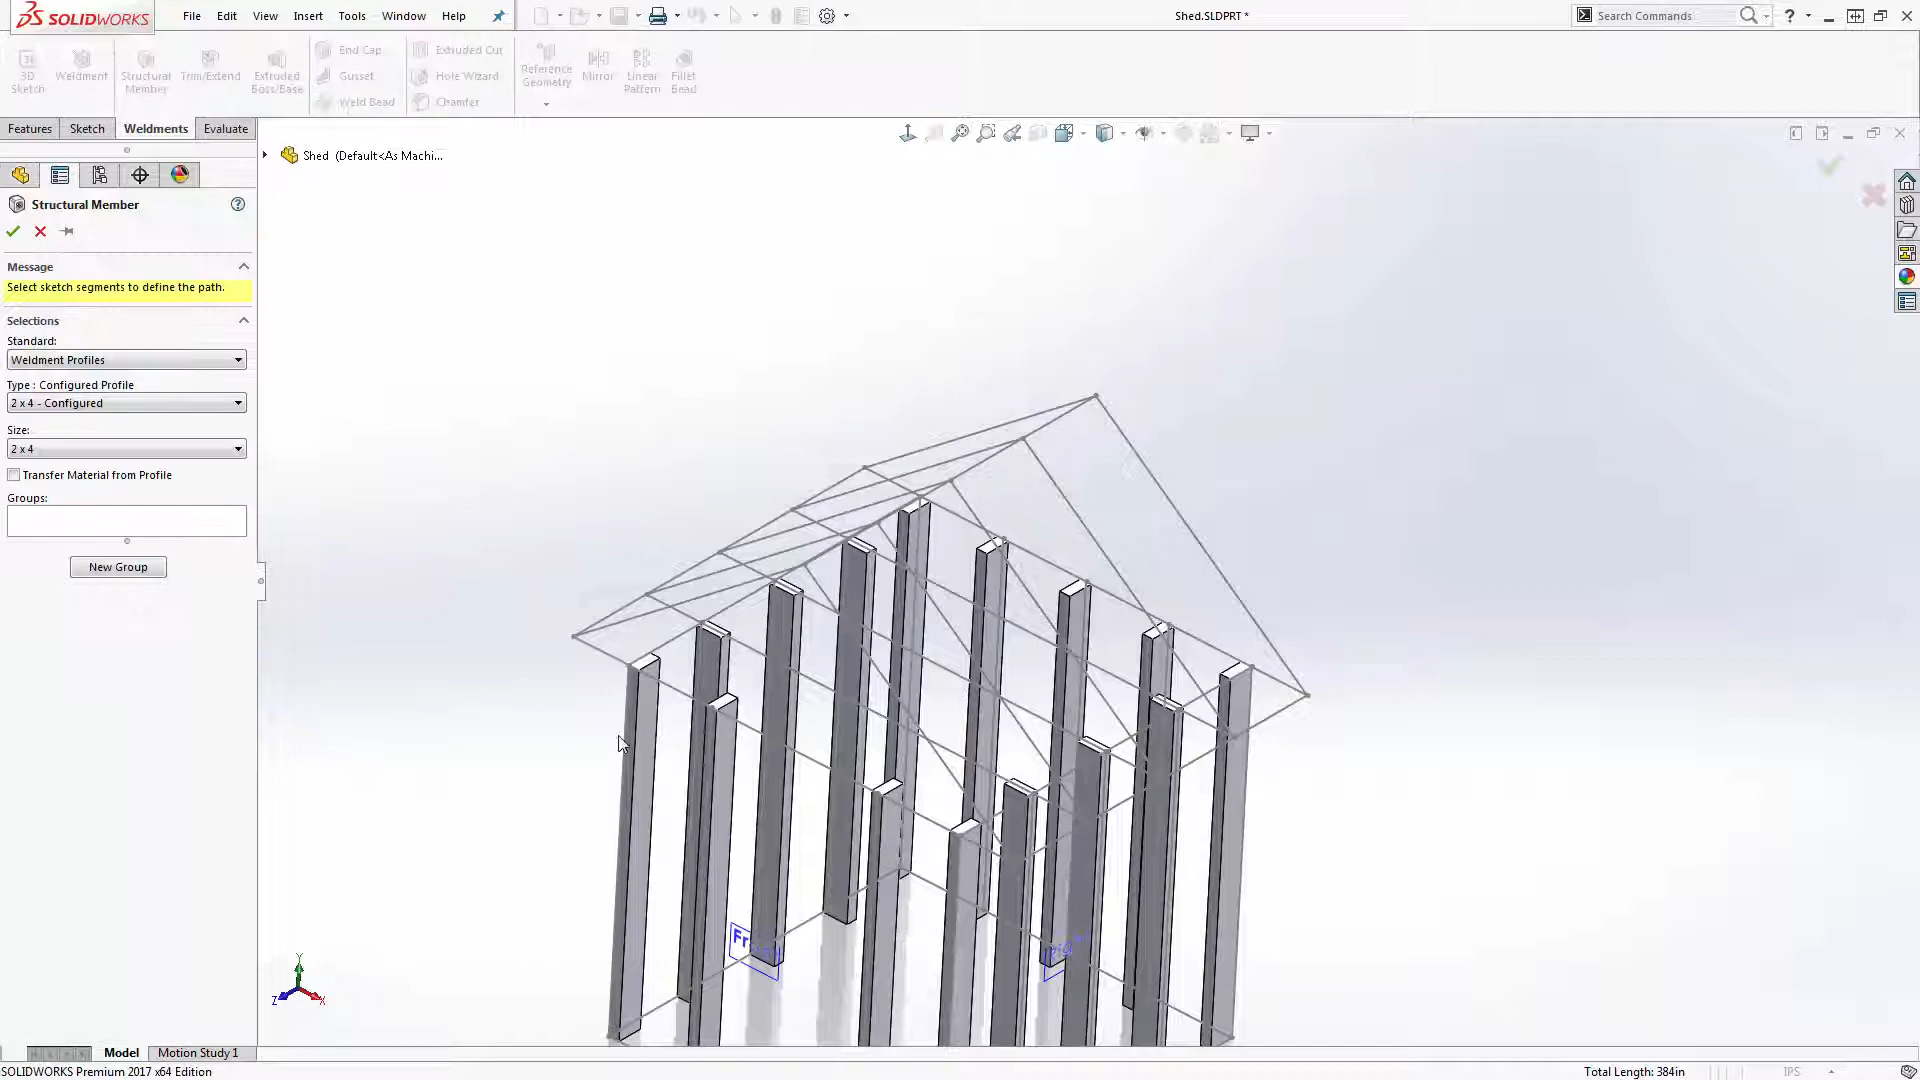 SOLIDWORKS
File Edit View Insert Tools Window Help
Shed.SLDPRT *
Search Commands
3D Sketch
Weldment
Structural Member
Trim/Extend
Extruded Boss/Base
End Cap
Gusset
Weld Bead
Extruded Cut
Hole Wizard
Chamfer
Reference Geometry
Mirror
Linear Pattern
Fillet Bead
Features Sketch Weldments Evaluate
Shed (Default<As Machi...
Structural Member
Message
Select sketch segments to define the path.
Selections
Standard:
Weldment Profiles
Type : Configured Profile
2 x 4 - Configured
Size:
2 x 4
Transfer Material from Profile
Groups:
New Group
Fr
Y
Z
X
Model Motion Study 1
SOLIDWORKS Premium 2017 x64 Edition
Total Length: 384in
IPS